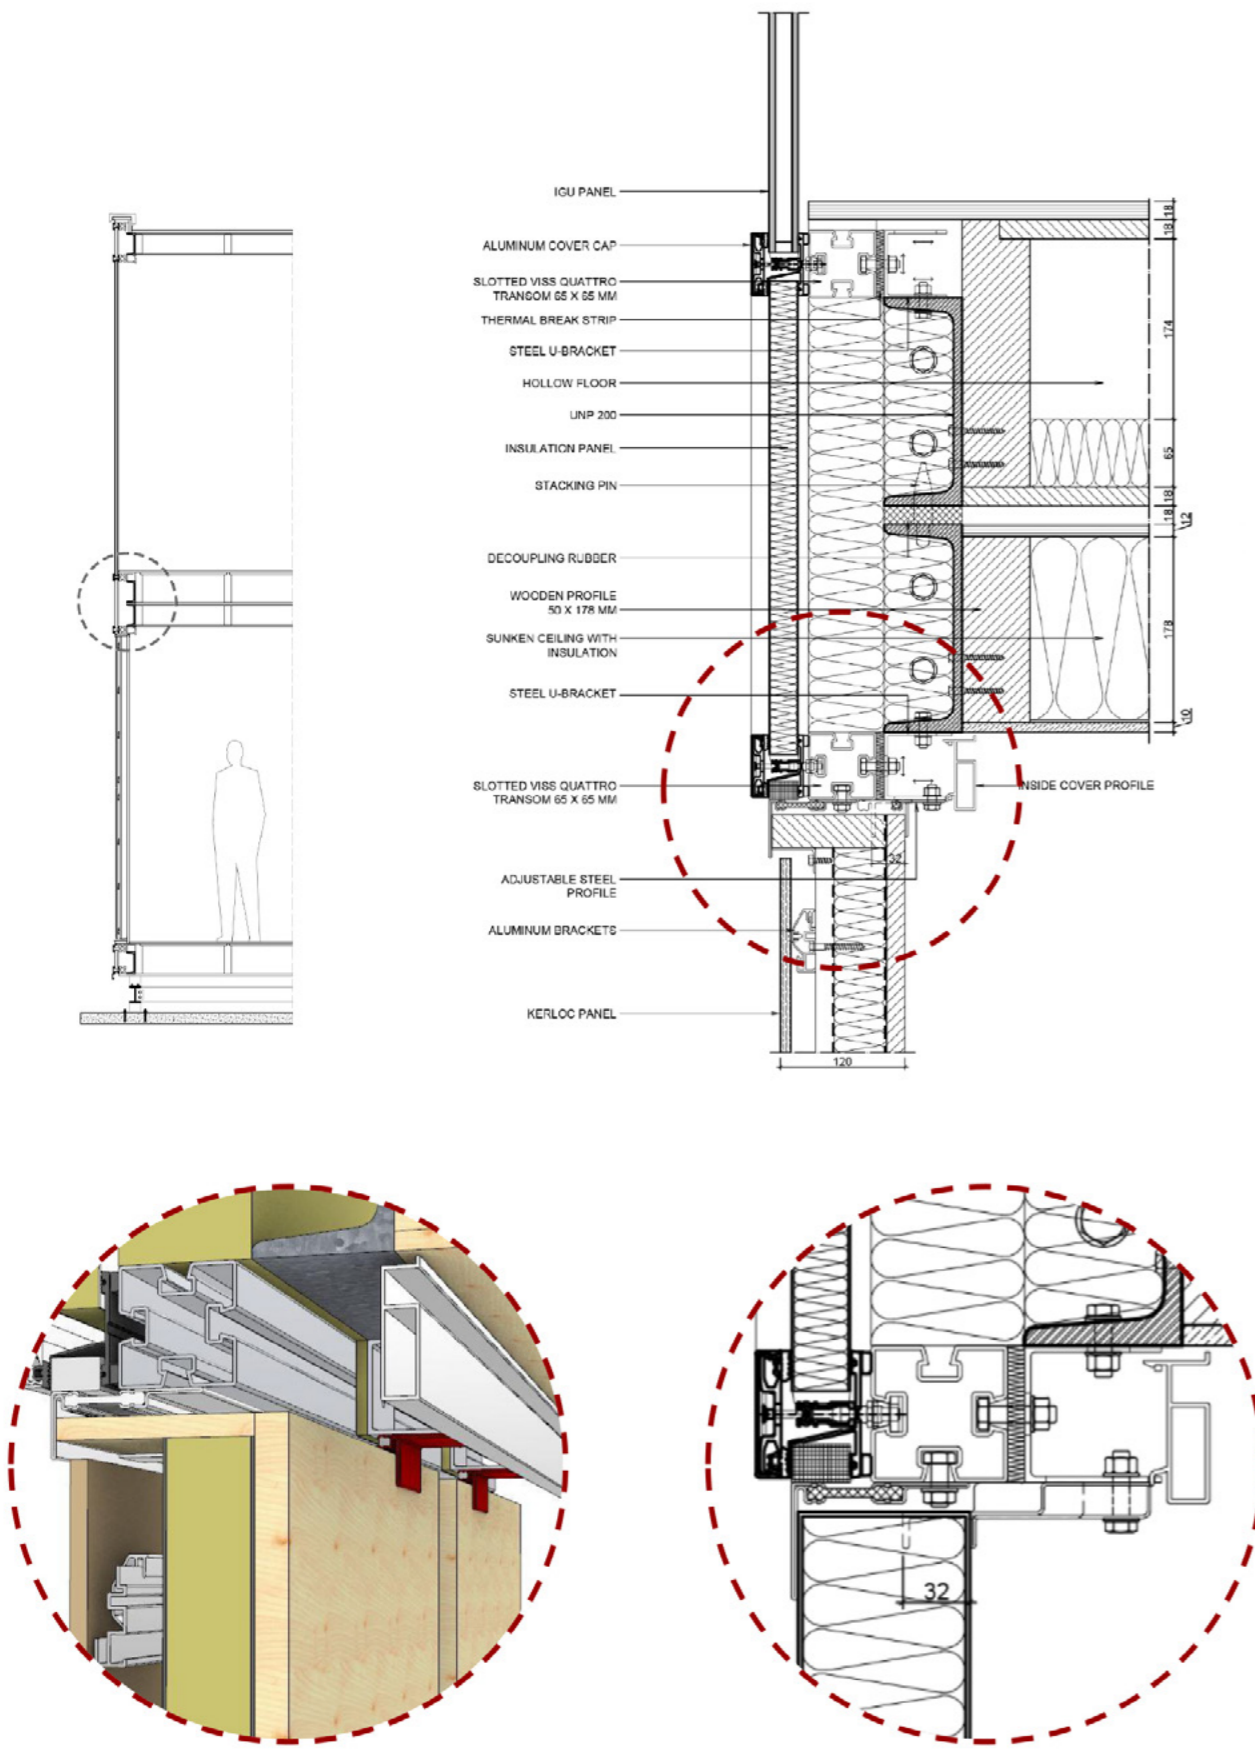 IGU PANEL
ALUMINUM COVER CAP
SLOTTED VISS QUATTRO
TRANSOM 65 X 65 MM
THERMAL BREAK STRIP
STEEL U-BRACKET
HOLLOW FLOOR
UNP 200
INSULATION PANEL
STACKING PIN
DECOUPLING RUBBER
WOODEN PROFILE
50 X 178 MM
SUNKEN CEILING WITH
INSULATION
STEEL U-BRACKET
SLOTTED VISS QUATTRO
TRANSOM 65 X 65 MM
INSIDE COVER PROFILE
ADJUSTABLE STEEL
PROFILE
ALUMINUM BRACKETS
KERLOC PANEL
18
18
174
65
18
18
12
178
10
32
120
32